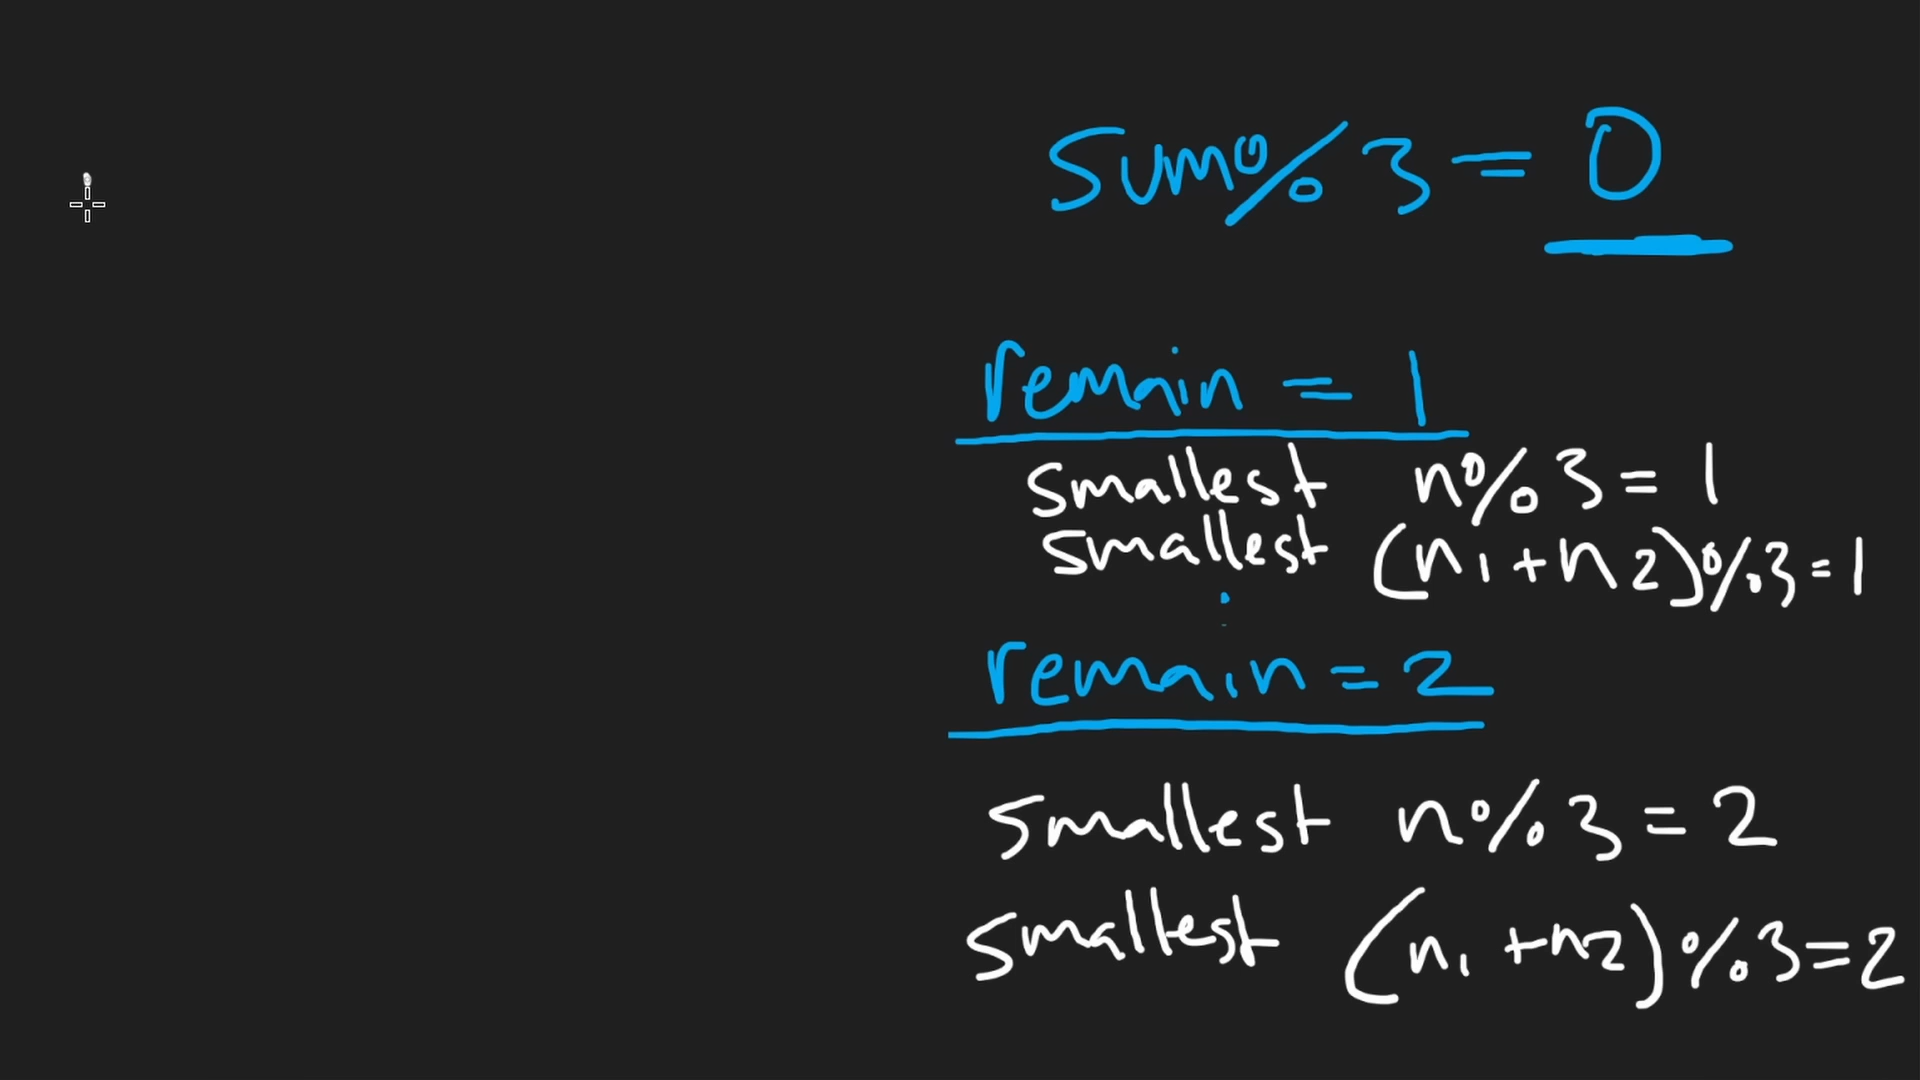 sum % 3 = 0
remain = 1
smallest n % 3 = 1
smallest (n1 + n2) % 3 = 1
remain = 2
smallest n % 3 = 2
smallest (n1 + n2) % 3 = 2